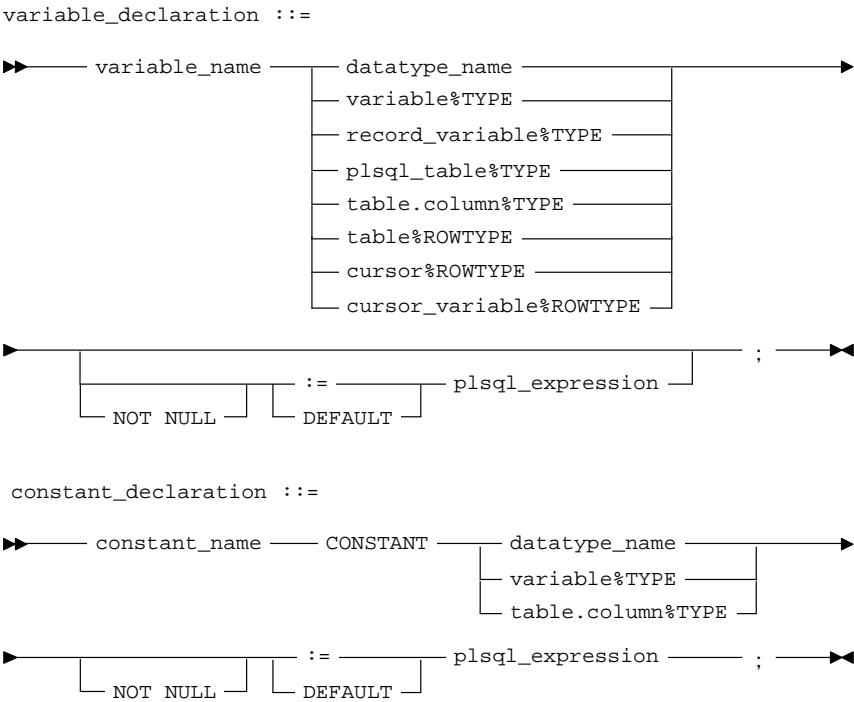 variable_declaration ::=
variable_name datatype_name
variable%TYPE
record_variable%TYPE
plsql_table%TYPE
table.column%TYPE
table%ROWTYPE
cursor%ROWTYPE
cursor_variable%ROWTYPE
:= plsql_expression ;
NOT NULL DEFAULT
constant_declaration ::=
constant_name CONSTANT datatype_name
variable%TYPE
table.column%TYPE
:= plsql_expression ;
NOT NULL DEFAULT